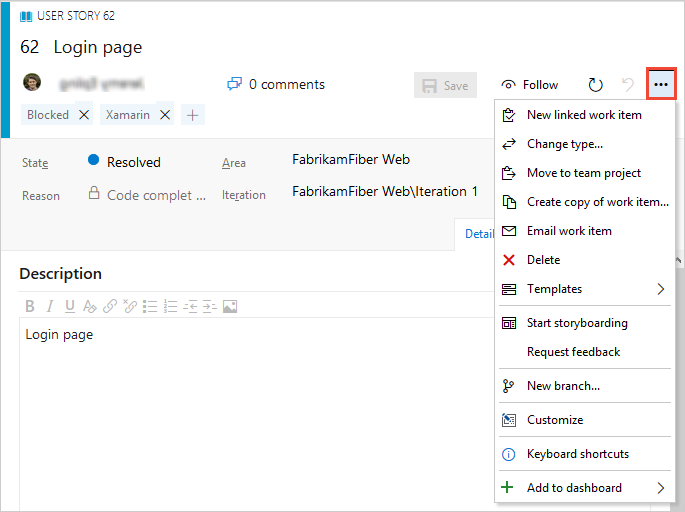 USER STORY 62
62 Login page
0 comments
Save
Follow
Blocked
Xamarin
State
Resolved
Area
FabrikamFiber Web
Reason
Code complet ...
Iteration
FabrikamFiber Web\Iteration 1
Detail
Description
B I U
Login page
New linked work item
Change type...
Move to team project
Create copy of work item...
Email work item
Delete
Templates
Start storyboarding
Request feedback
New branch...
Customize
Keyboard shortcuts
Add to dashboard